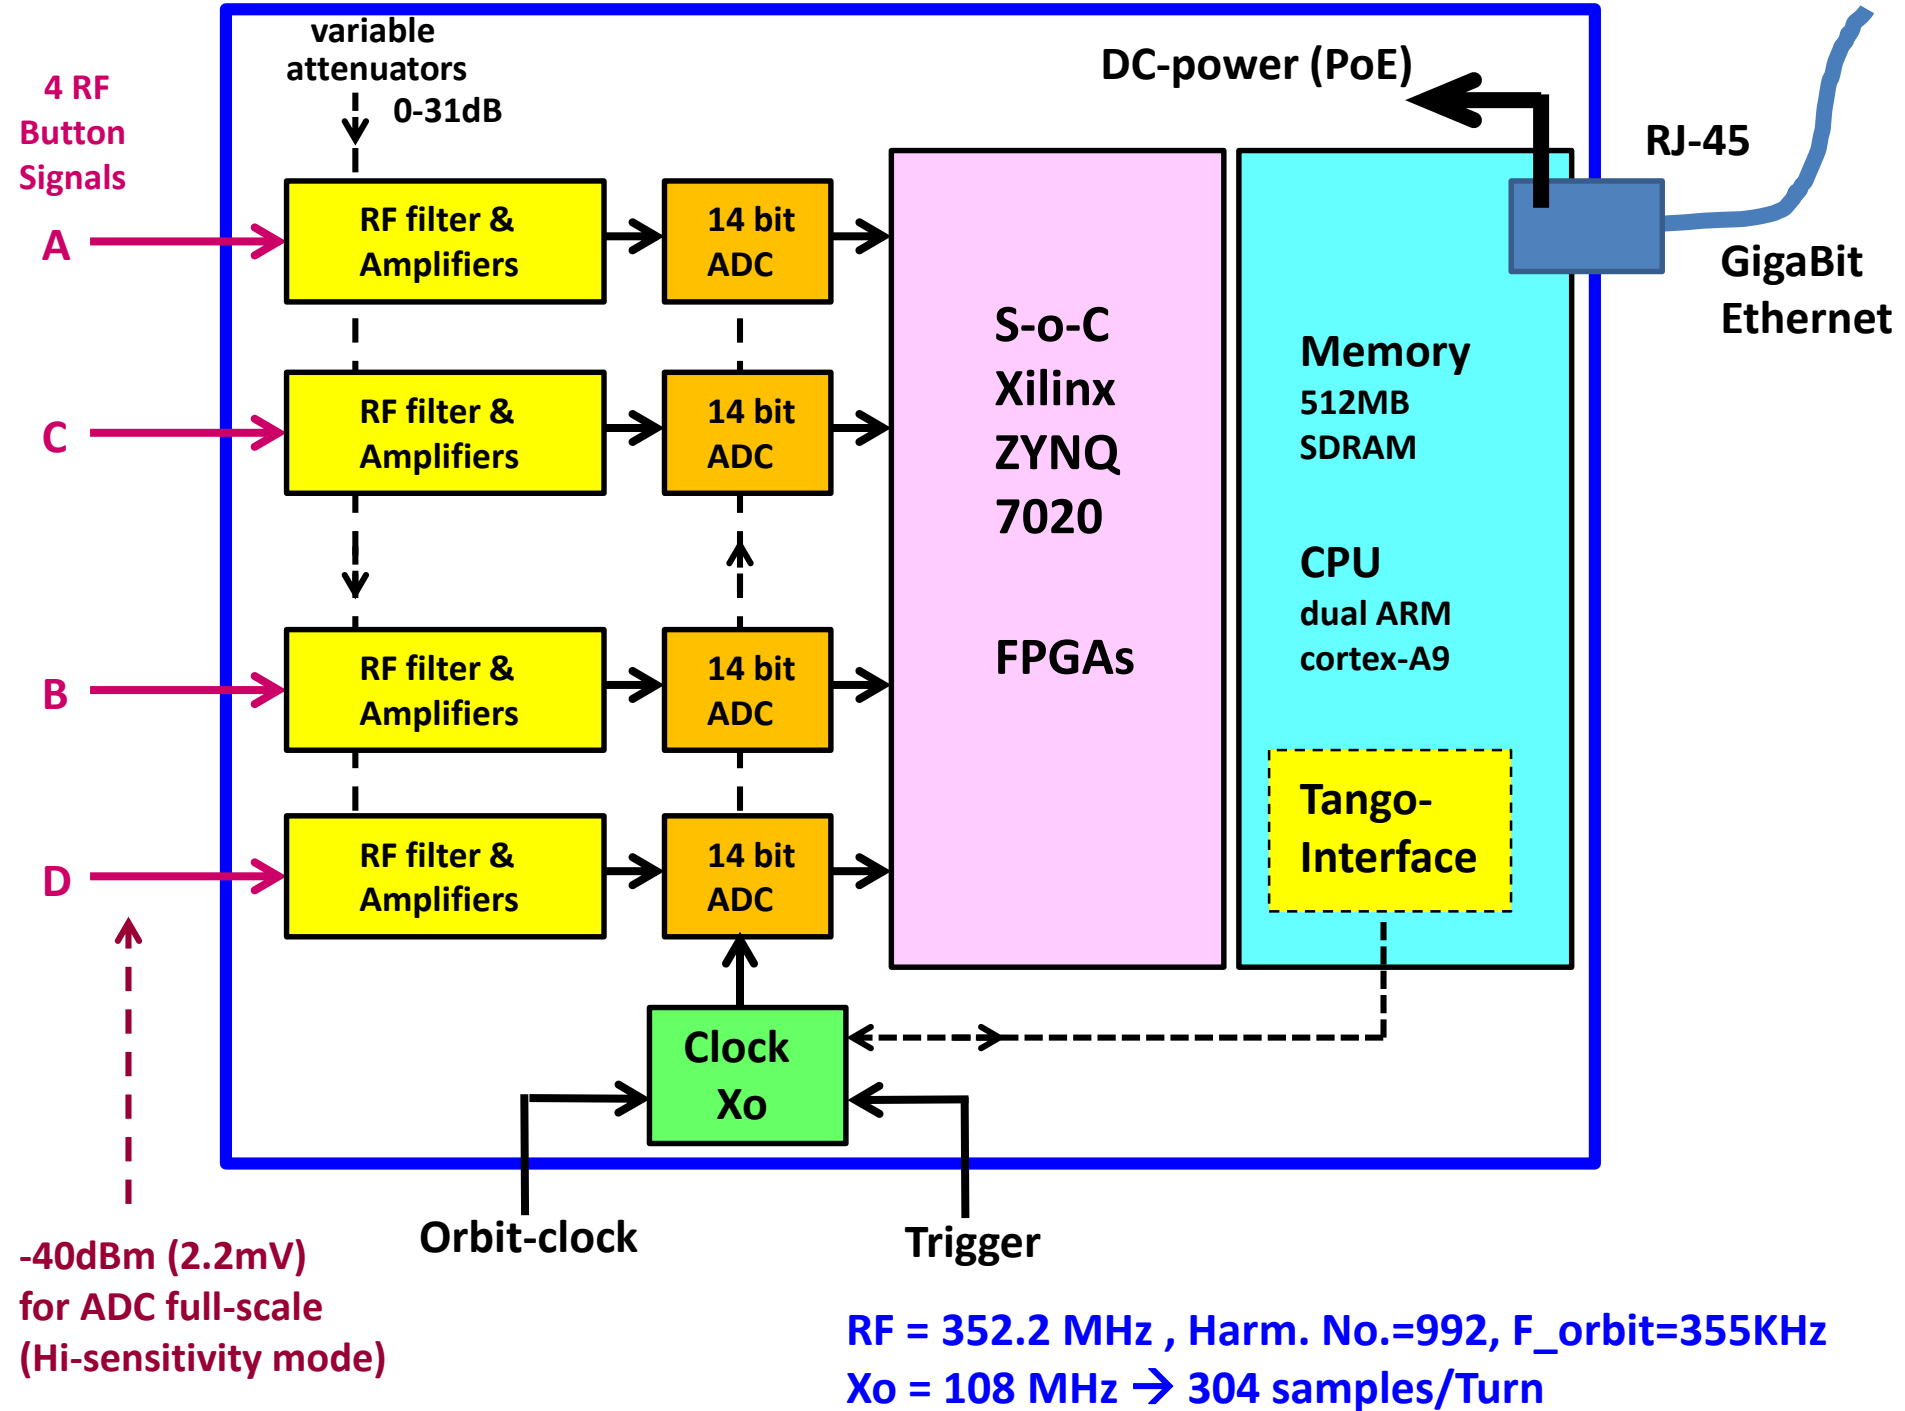 variable
attenuators
0-31dB
4 RF
Button
Signals
DC-power (PoE)
RJ-45
GigaBit
Ethernet
A
RF filter &
Amplifiers
14 bit
ADC
C
RF filter &
Amplifiers
14 bit
ADC
B
RF filter &
Amplifiers
14 bit
ADC
D
RF filter &
Amplifiers
14 bit
ADC
S-o-C
Xilinx
ZYNQ
7020
FPGAs
Memory
512MB
SDRAM
CPU
dual ARM
cortex-A9
Tango-
Interface
Clock
Xo
Orbit-clock
Trigger
-40dBm (2.2mV)
for ADC full-scale
(Hi-sensitivity mode)
RF = 352.2 MHz , Harm. No.=992, F_orbit=355KHz
Xo = 108 MHz → 304 samples/Turn